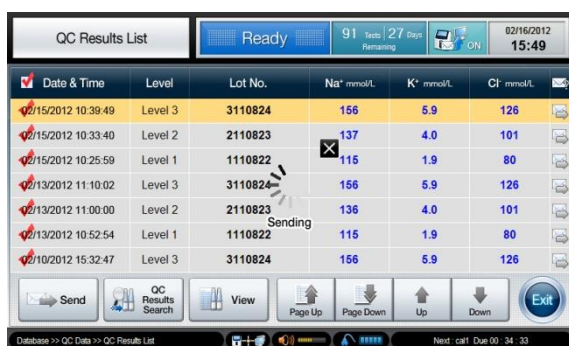 QC Results List
Ready
91 Tests 27 Days
Remaining
ON
02/16/2012
15:49
Date & Time Level Lot No. Na⁺ mmol/L K⁺ mmol/L Cl⁻ mmol/L
02/15/2012 10:39:49 Level 3 3110824 156 5.9 126
02/15/2012 10:33:40 Level 2 2110823 137 4.0 101
02/15/2012 10:25:59 Level 1 1110822 115 1.9 80
02/13/2012 11:10:02 Level 3 3110824 156 5.9 126
02/13/2012 11:00:00 Level 2 2110823 136 4.0 101
Sending
02/13/2012 10:52:54 Level 1 1110822 115 1.9 80
02/10/2012 15:32:47 Level 3 3110824 156 5.9 126
Send
QC
Results
Search
View
Page Up
Page Down
Up
Down
Exit
Database >> QC Data >> QC Results List
Next : cal1 Due 00 : 34 : 33